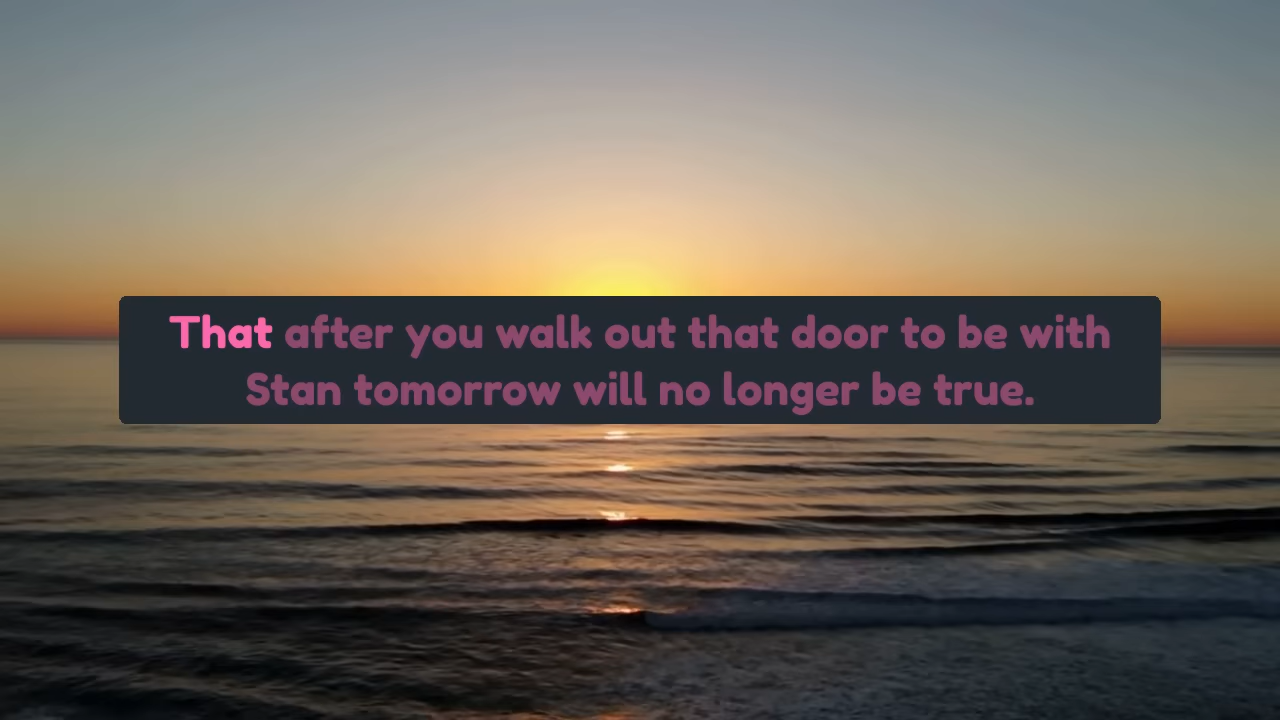 That after you walk out that door to be with
Stan tomorrow will no longer be true.